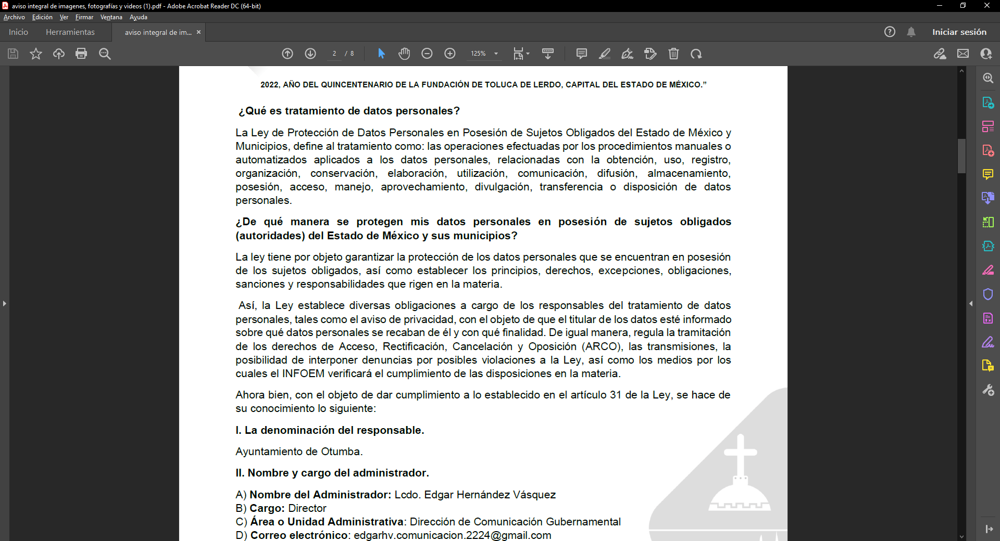 aviso integral de imagenes, fotografías y videos (1).pdf - Adobe Acrobat Reader DC (64-bit)
Archivo Edición Ver Firmar Ventana Ayuda
Inicio Herramientas aviso integral de im... × Iniciar sesión
2 / 8 125%
2022, AÑO DEL QUINCENTENARIO DE LA FUNDACIÓN DE TOLUCA DE LERDO, CAPITAL DEL ESTADO DE MÉXICO.”
¿Qué es tratamiento de datos personales?
La Ley de Protección de Datos Personales en Posesión de Sujetos Obligados del Estado de México y
Municipios, define al tratamiento como: las operaciones efectuadas por los procedimientos manuales o
automatizados aplicados a los datos personales, relacionadas con la obtención, uso, registro,
organización, conservación, elaboración, utilización, comunicación, difusión, almacenamiento,
posesión, acceso, manejo, aprovechamiento, divulgación, transferencia o disposición de datos
personales.
¿De qué manera se protegen mis datos personales en posesión de sujetos obligados
(autoridades) del Estado de México y sus municipios?
La ley tiene por objeto garantizar la protección de los datos personales que se encuentran en posesión
de los sujetos obligados, así como establecer los principios, derechos, excepciones, obligaciones,
sanciones y responsabilidades que rigen en la materia.
Así, la Ley establece diversas obligaciones a cargo de los responsables del tratamiento de datos
personales, tales como el aviso de privacidad, con el objeto de que el titular de los datos esté informado
sobre qué datos personales se recaban de él y con qué finalidad. De igual manera, regula la tramitación
de los derechos de Acceso, Rectificación, Cancelación y Oposición (ARCO), las transmisiones, la
posibilidad de interponer denuncias por posibles violaciones a la Ley, así como los medios por los
cuales el INFOEM verificará el cumplimiento de las disposiciones en la materia.
Ahora bien, con el objeto de dar cumplimiento a lo establecido en el artículo 31 de la Ley, se hace de
su conocimiento lo siguiente:
I. La denominación del responsable.
Ayuntamiento de Otumba.
II. Nombre y cargo del administrador.
A) Nombre del Administrador: Lcdo. Edgar Hernández Vásquez
B) Cargo: Director
C) Área o Unidad Administrativa: Dirección de Comunicación Gubernamental
D) Correo electrónico: edgarhv.comunicacion.2224@gmail.com